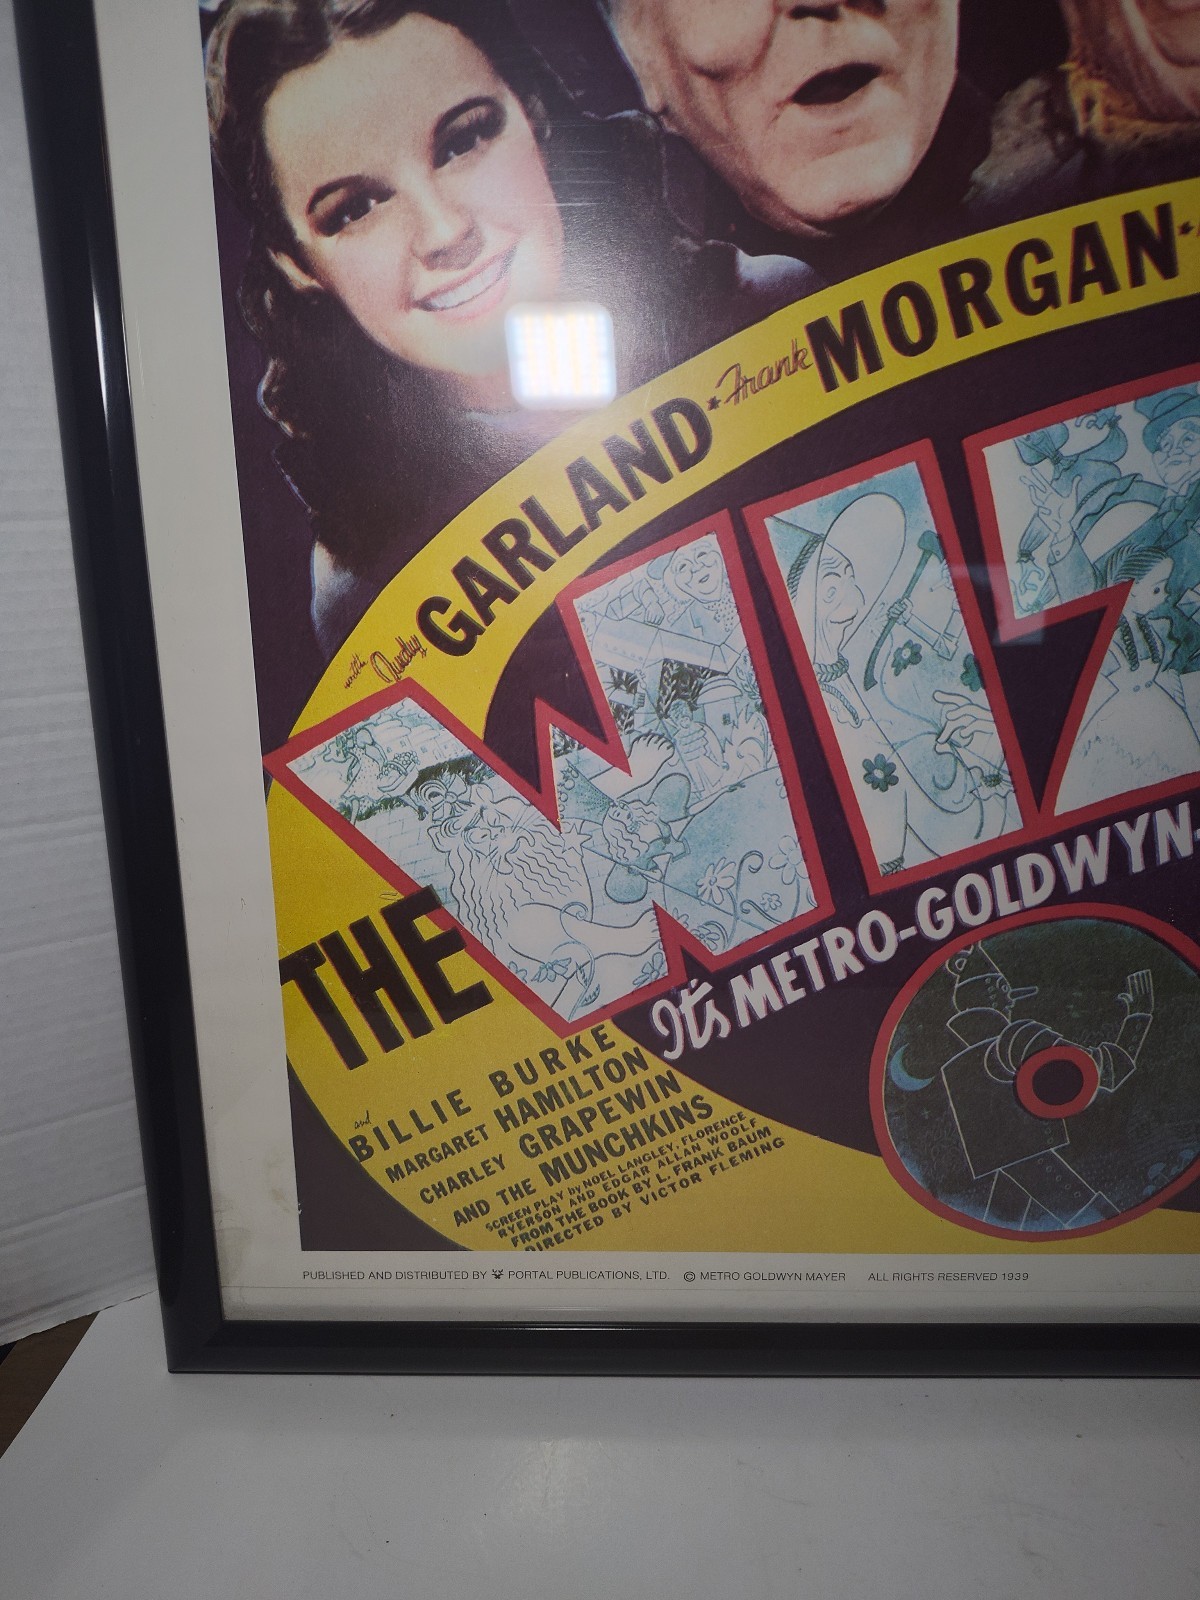 with Judy GARLAND ★ Frank MORGAN ★
THE WIZ
It's METRO-GOLDWYN-
and
BILLIE BURKE
MARGARET HAMILTON
CHARLEY GRAPEWIN
AND THE MUNCHKINS
SCREEN PLAY by NOEL LANGLEY, FLORENCE
RYERSON AND EDGAR ALLAN WOOLF
FROM THE BOOK BY L. FRANK BAUM
DIRECTED BY VICTOR FLEMING
PUBLISHED AND DISTRIBUTED BY PORTAL PUBLICATIONS, LTD. © METRO GOLDWYN MAYER ALL RIGHTS RESERVED 1939